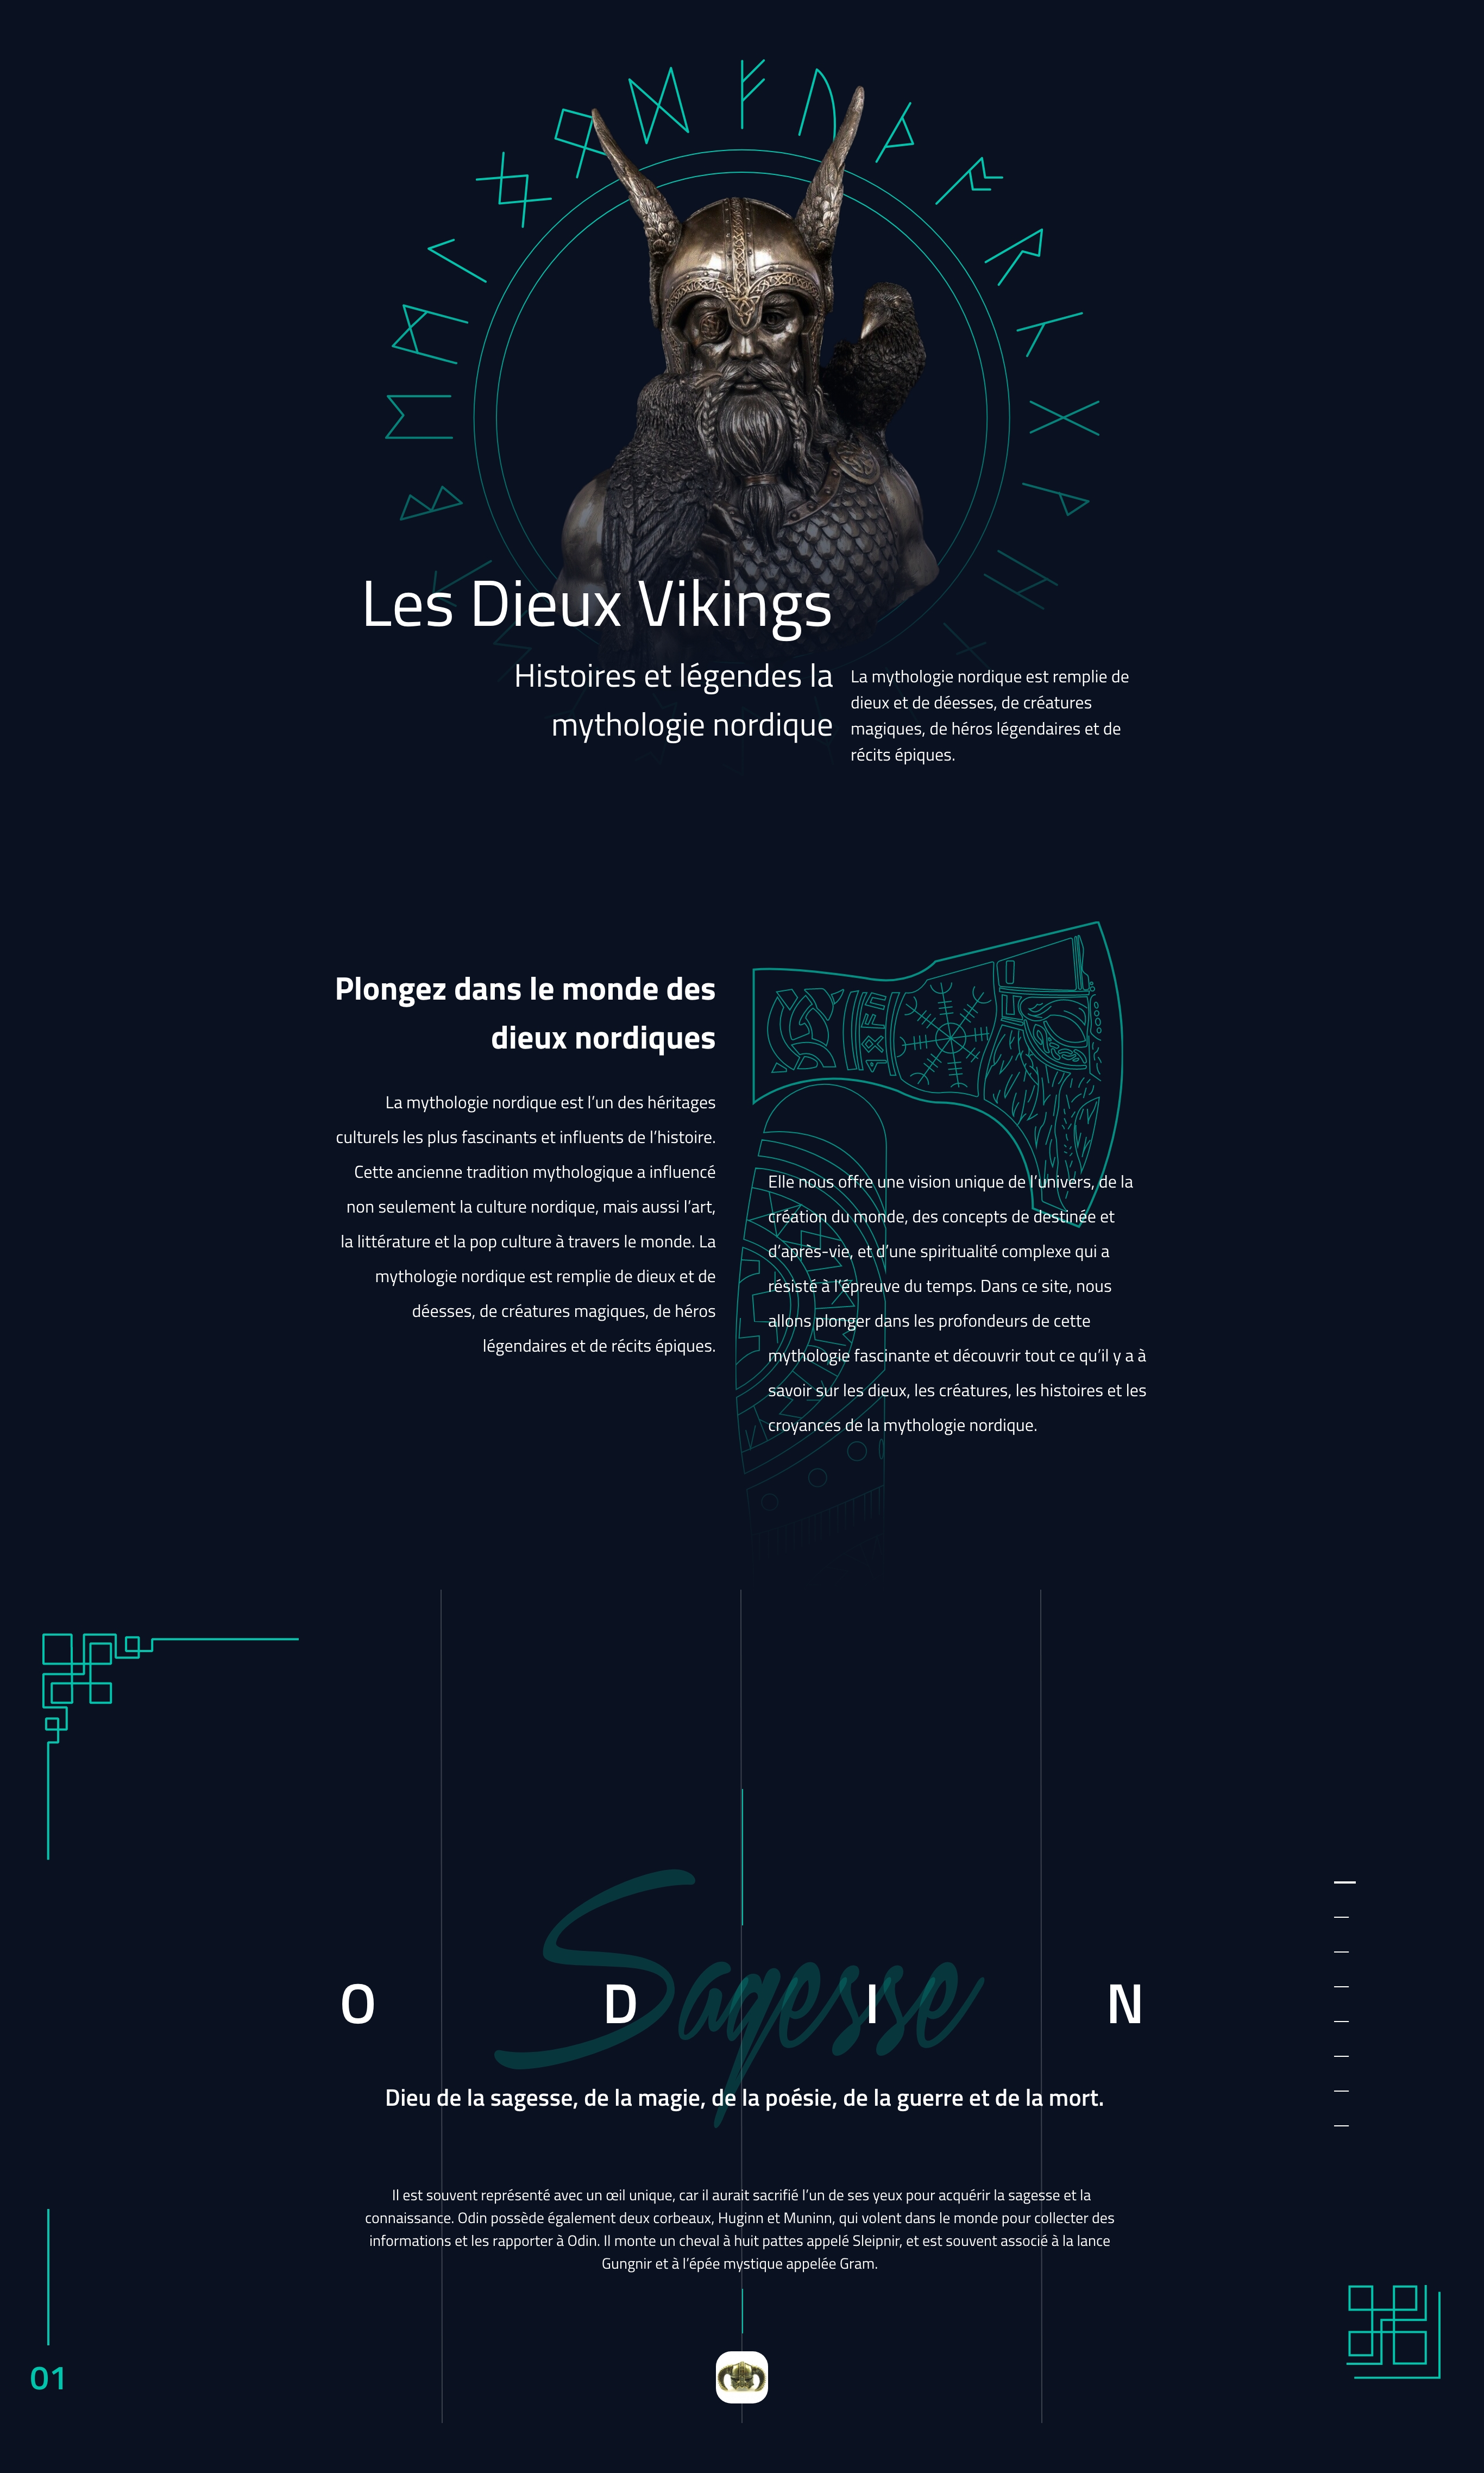 Les Dieux Vikings
Histoires et légendes la
mythologie nordique
La mythologie nordique est remplie de
dieux et de déesses, de créatures
magiques, de héros légendaires et de
récits épiques.
Plongez dans le monde des
dieux nordiques
La mythologie nordique est l’un des héritages
culturels les plus fascinants et influents de l’histoire.
Cette ancienne tradition mythologique a influencé
non seulement la culture nordique, mais aussi l’art,
la littérature et la pop culture à travers le monde. La
mythologie nordique est remplie de dieux et de
déesses, de créatures magiques, de héros
légendaires et de récits épiques.
Elle nous offre une vision unique de l’univers, de la
création du monde, des concepts de destinée et
d’après-vie, et d’une spiritualité complexe qui a
résisté à l’épreuve du temps. Dans ce site, nous
allons plonger dans les profondeurs de cette
mythologie fascinante et découvrir tout ce qu’il y a à
savoir sur les dieux, les créatures, les histoires et les
croyances de la mythologie nordique.
Sagesse
O D I N
Dieu de la sagesse, de la magie, de la poésie, de la guerre et de la mort.
Il est souvent représenté avec un œil unique, car il aurait sacrifié l’un de ses yeux pour acquérir la sagesse et la
connaissance. Odin possède également deux corbeaux, Huginn et Muninn, qui volent dans le monde pour collecter des
informations et les rapporter à Odin. Il monte un cheval à huit pattes appelé Sleipnir, et est souvent associé à la lance
Gungnir et à l’épée mystique appelée Gram.
01